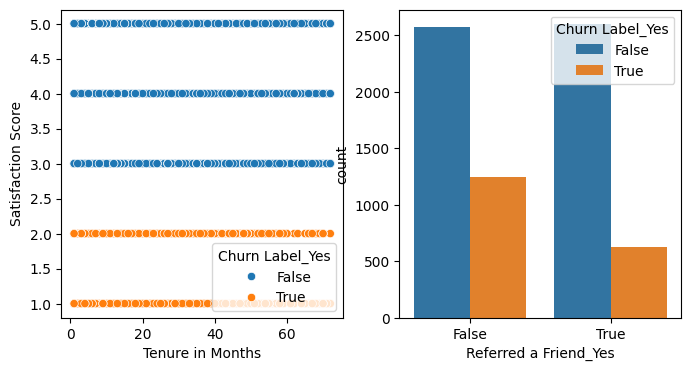 5.0
4.5
4.0
3.5
3.0
2.5
2.0
1.5
1.0
Satisfaction Score
0
20
40
60
Tenure in Months
Churn Label_Yes
False
True
2500
2000
1500
1000
500
0
count
False
True
Referred a Friend_Yes
Churn Label_Yes
False
True